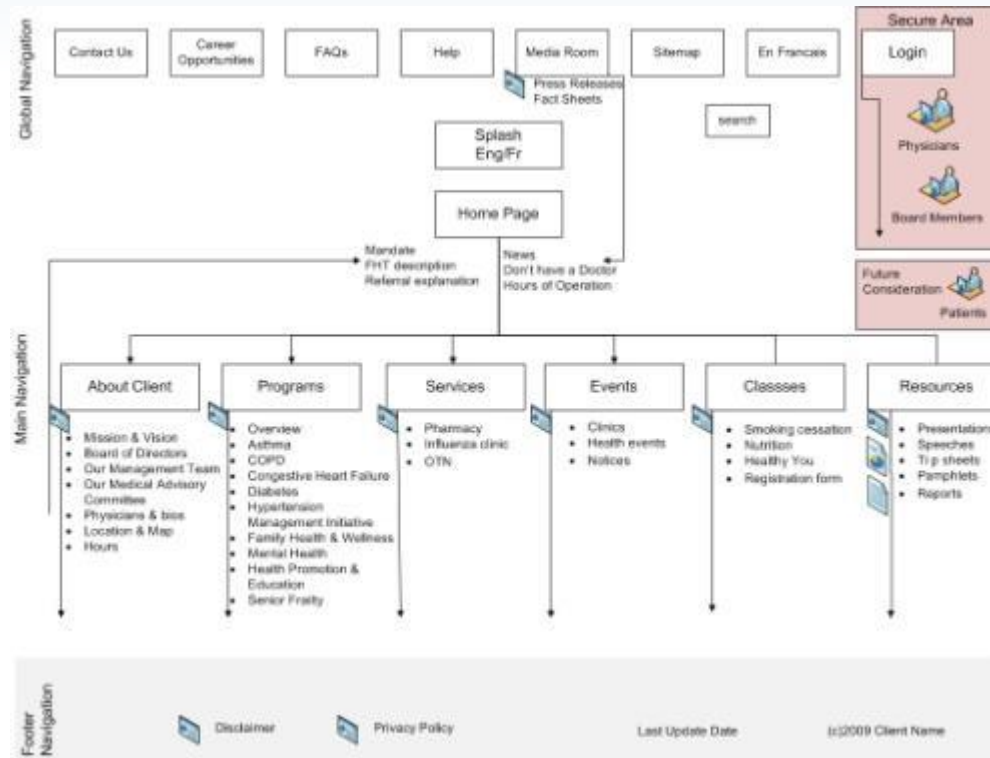 Global Navigation
Contact Us
Career
Opportunities
FAQs
Help
Media Room
Sitemap
En Francais
Secure Area
Login
Press Releases
Fact Sheets
search
Physicians
Board Members
Splash
Eng/Fr
Home Page
Mandate
FHT description
Referral explanation
News
Don't have a Doctor
Hours of Operation
Future
Consideration
Patients
Main Navigation
About Client
Programs
Services
Events
Classses
Resources
• Mission & Vision
• Board of Directors
• Our Management Team
• Our Medical Advisory
Committee
• Physicians & bios
• Location & Map
• Hours
• Overview
• Asthma
• COPD
• Congestive Heart Failure
• Diabetes
• Hypertension
Management Initiative
• Family Health & Wellness
• Mental Health
• Health Promotion &
Education
• Senior Frailty
• Pharmacy
• Influenza clinic
• OTN
• Clinics
• Health events
• Notices
• Smoking cessation
• Nutrition
• Healthy You
• Registration form
• Presentation
• Speeches
• Ti p sheets
• Pamphlets
• Reports
Footer
Navigation
Disclaimer
Privacy Policy
Last Update Date
(c)2009 Client Name